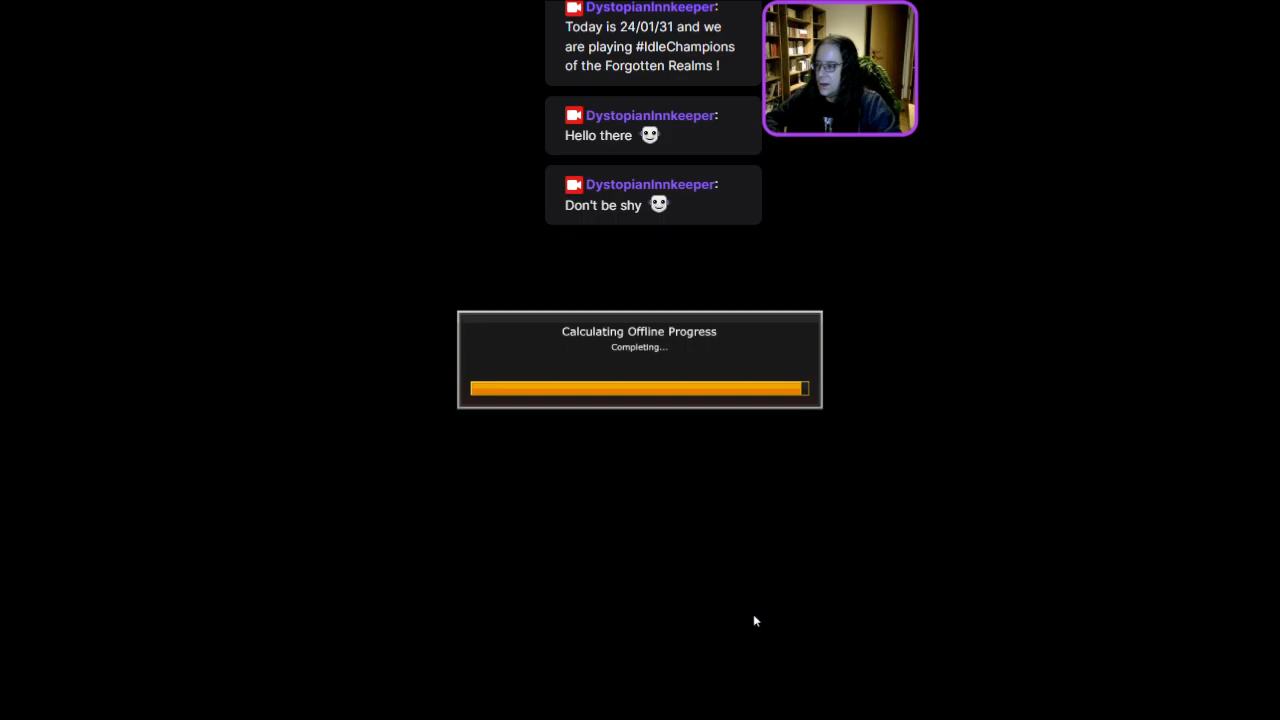 DystopianInnkeeper:
Today is 24/01/31 and we
are playing #IdleChampions
of the Forgotten Realms !
DystopianInnkeeper:
Hello there
DystopianInnkeeper:
Don't be shy
Calculating Offline Progress
Completing...